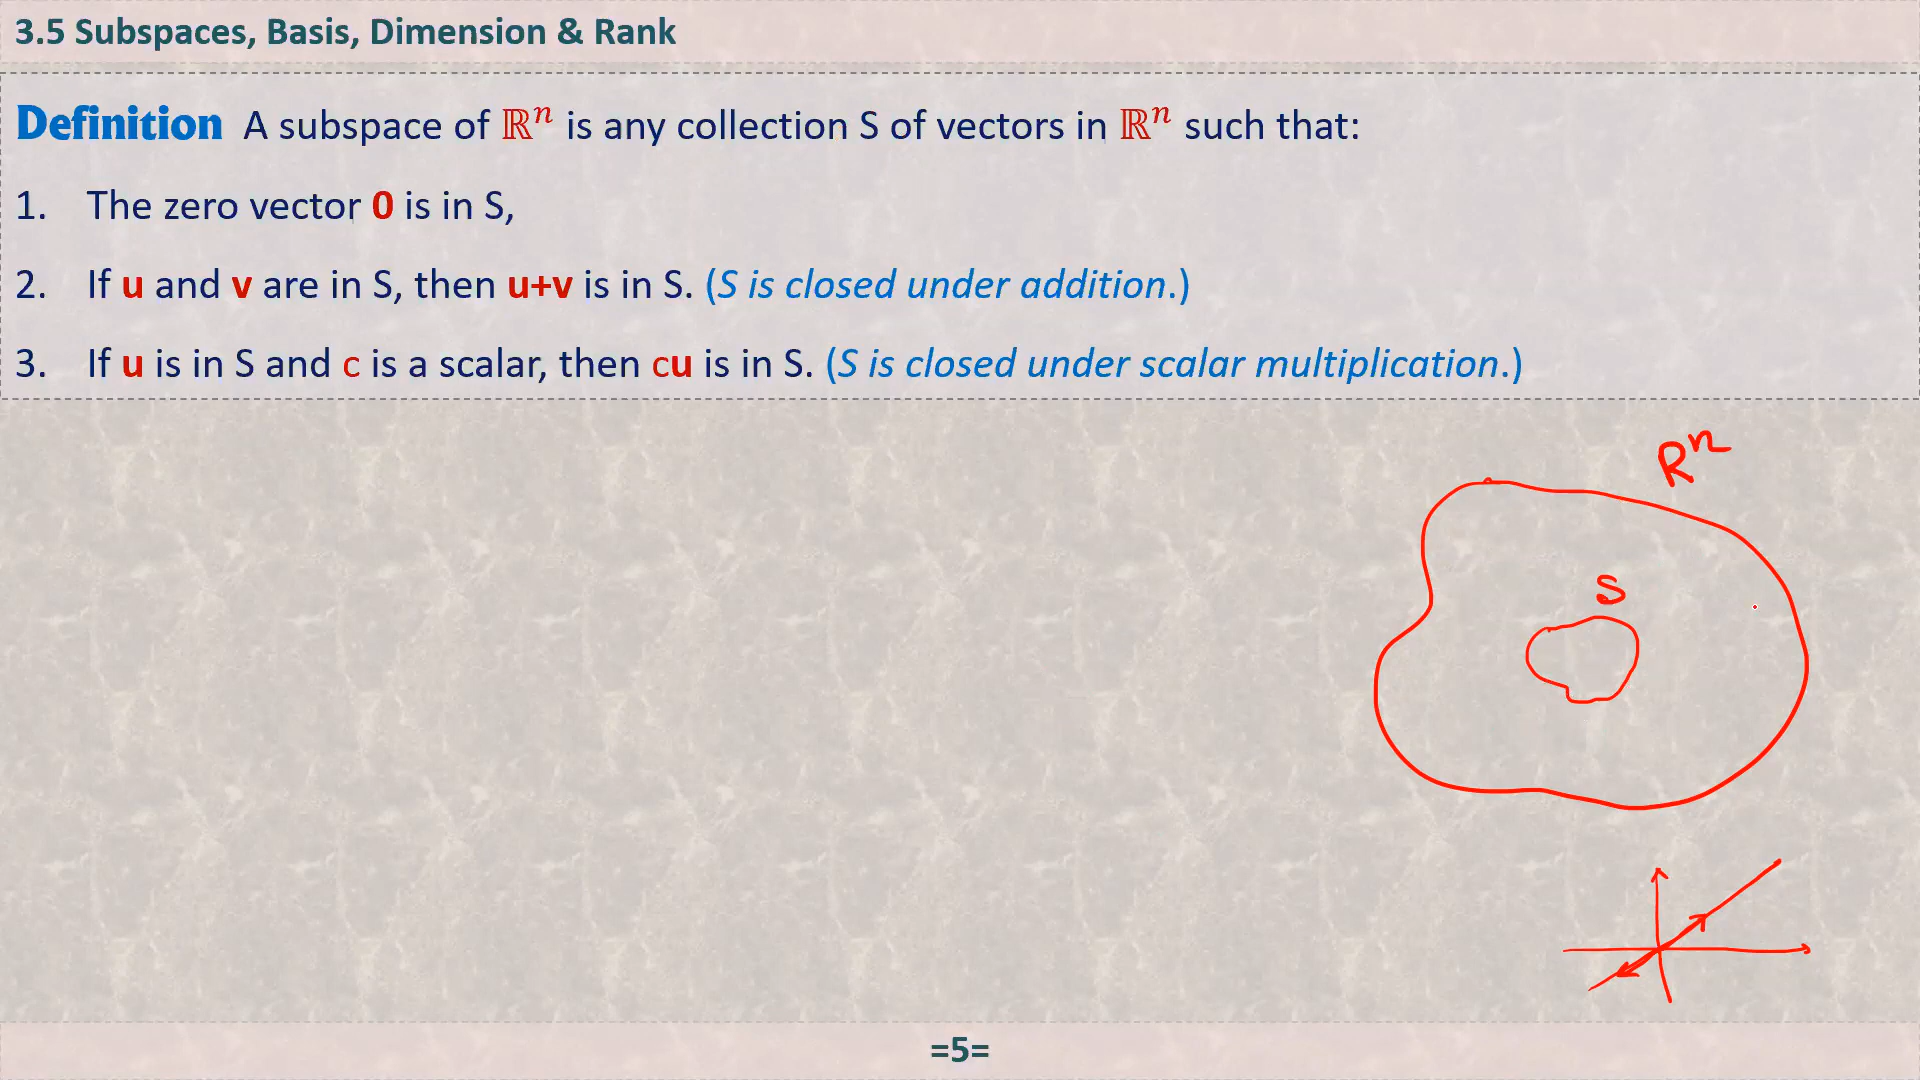 3.5 Subspaces, Basis, Dimension & Rank
Definition A subspace of ℝⁿ is any collection S of vectors in ℝⁿ such that:
1. The zero vector 0 is in S,
2. If u and v are in S, then u+v is in S. (S is closed under addition.)
3. If u is in S and c is a scalar, then cu is in S. (S is closed under scalar multiplication.)
Rⁿ
S
=5=